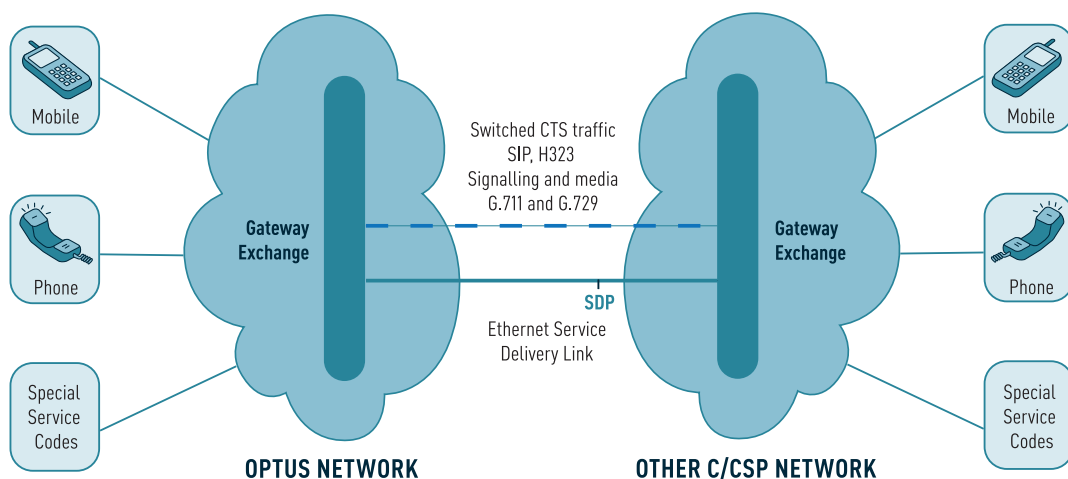 Mobile
Phone
Special
Service
Codes
Gateway
Exchange
OPTUS NETWORK
Switched CTS traffic
SIP, H323
Signalling and media
G.711 and G.729
SDP
Ethernet Service
Delivery Link
Gateway
Exchange
OTHER C/CSP NETWORK
Mobile
Phone
Special
Service
Codes